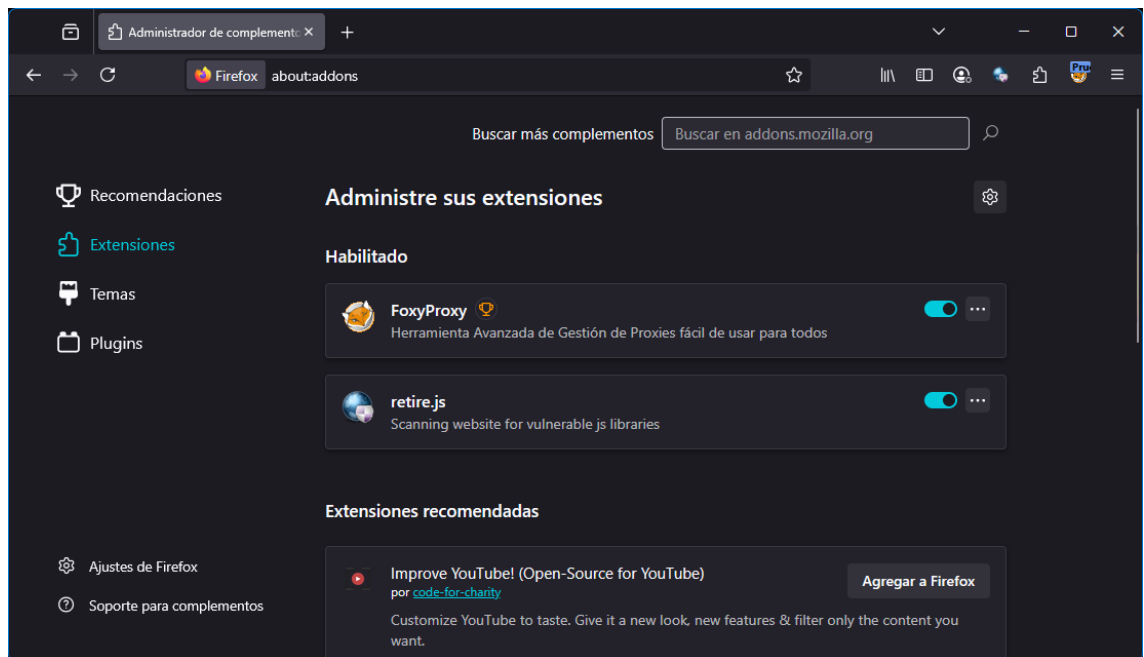 Administrador de complemento
Firefox about:addons
Buscar más complementos Buscar en addons.mozilla.org
Recomendaciones
Extensiones
Temas
Plugins
Administre sus extensiones
Habilitado
FoxyProxy
Herramienta Avanzada de Gestión de Proxies fácil de usar para todos
retire.js
Scanning website for vulnerable js libraries
Extensiones recomendadas
Improve YouTube! (Open-Source for YouTube)
por code-for-charity
Agregar a Firefox
Customize YouTube to taste. Give it a new look, new features & filter only the content you
want.
Ajustes de Firefox
Soporte para complementos